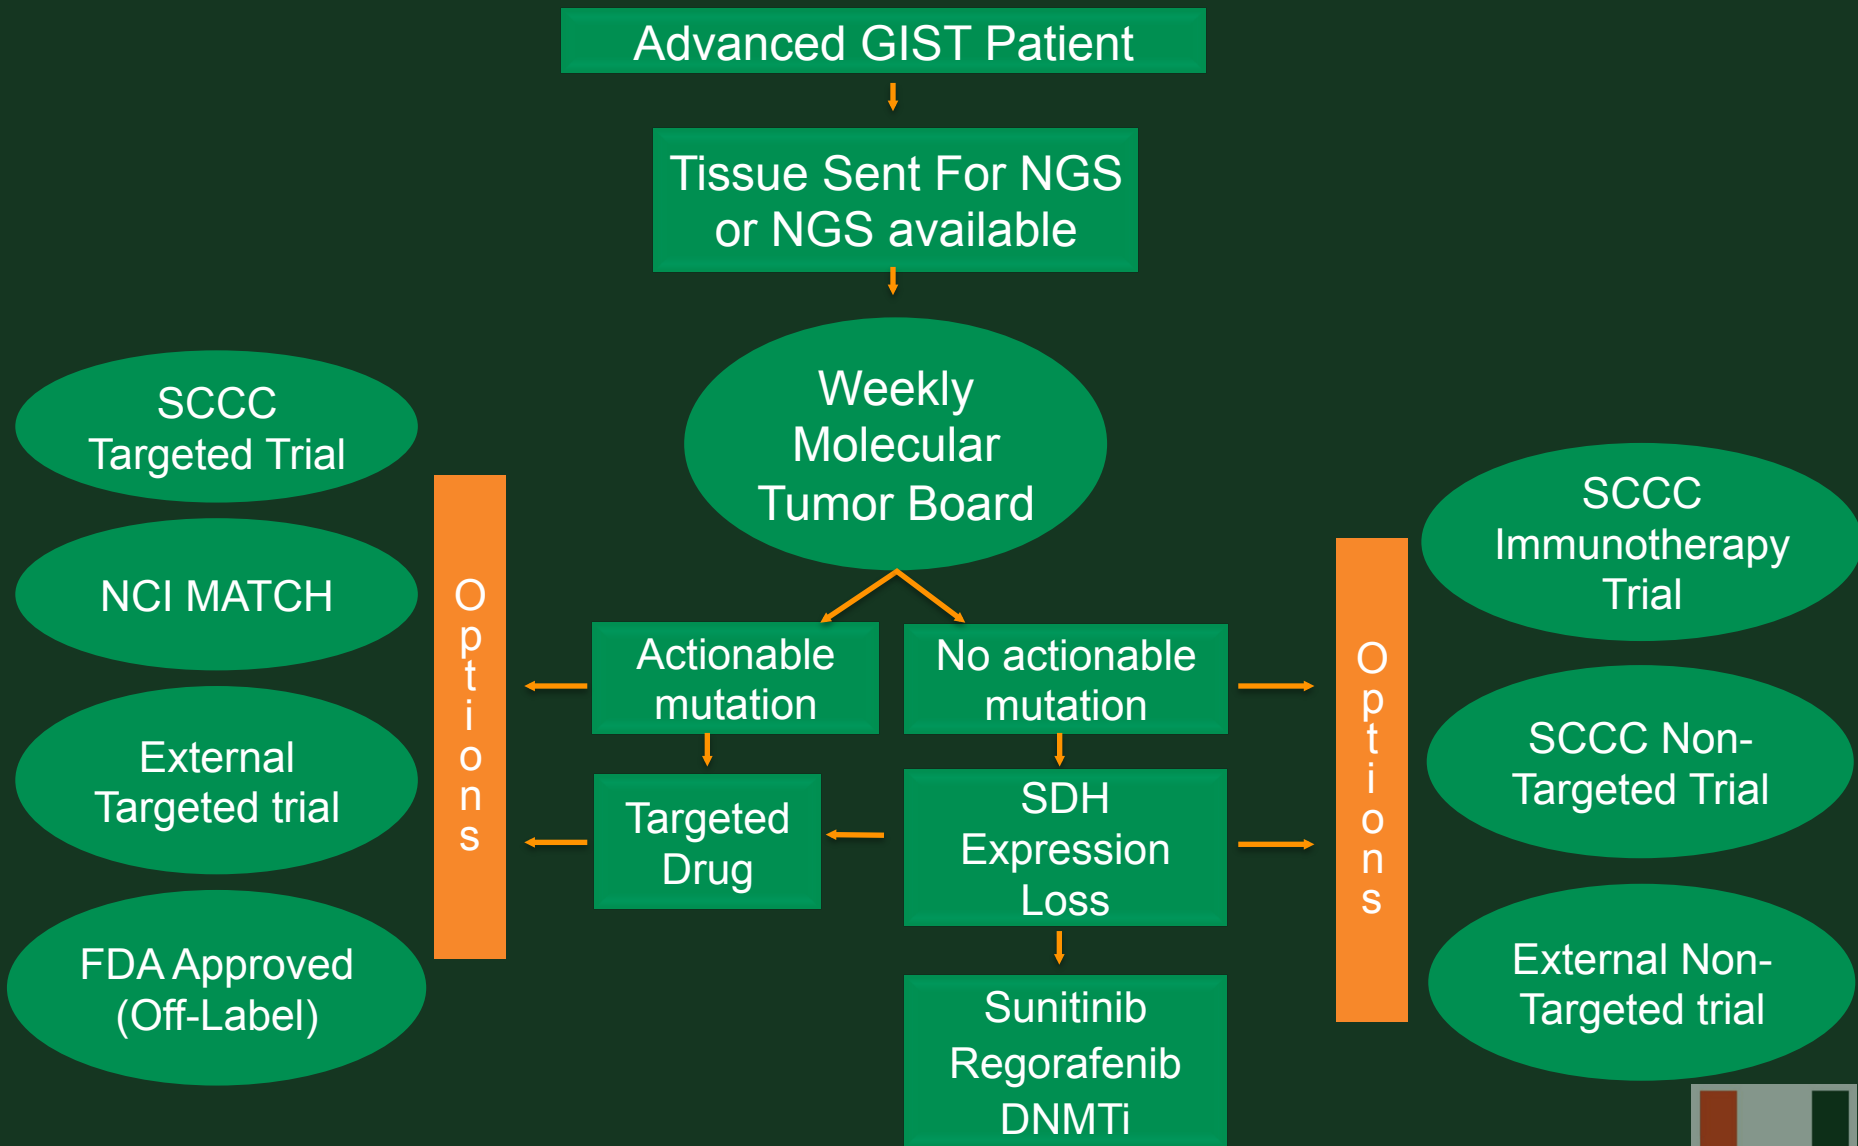 Advanced GIST Patient
Tissue Sent For NGS
or NGS available
Weekly
Molecular
Tumor Board
SCCC
Targeted Trial
NCI MATCH
External
Targeted trial
FDA Approved
(Off-Label)
Options
Actionable
mutation
No actionable
mutation
Targeted
Drug
SDH
Expression
Loss
Sunitinib
Regorafenib
DNMTi
Options
SCCC
Immunotherapy
Trial
SCCC Non-
Targeted Trial
External Non-
Targeted trial